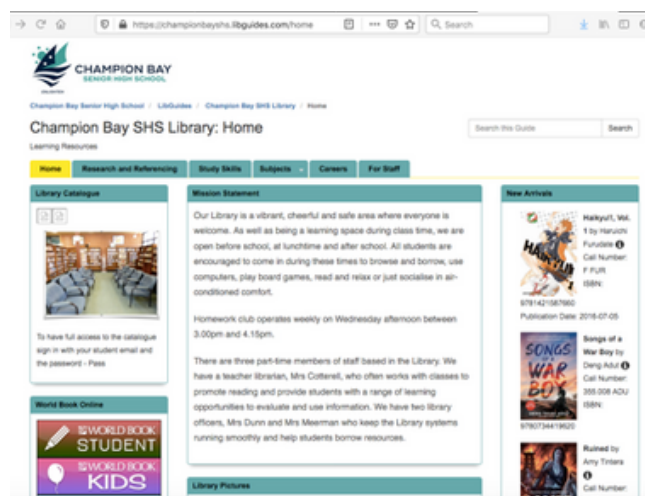 https://championbayshs.libguides.com/home
Search
CHAMPION BAY
SENIOR HIGH SCHOOL
Champion Bay Senior High School / LibGuides / Champion Bay SHS Library / Home
Champion Bay SHS Library: Home
Search this Guide
Search
Learning Resources
Home
Research and Referencing
Study Skills
Subjects
Careers
For Staff
Library Catalogue
To have full access to the catalogue
sign in with your student email and
the password - Pass
World Book Online
WORLD BOOK
STUDENT
WORLD BOOK
KIDS
Mission Statement
Our Library is a vibrant, cheerful and safe area where everyone is
welcome. As well as being a learning space during class time, we are
open before school, at lunchtime and after school. All students are
encouraged to come in during these times to browse and borrow, use
computers, play board games, read and relax or just socialise in air-
conditioned comfort.
Homework club operates weekly on Wednesday afternoon between
3.00pm and 4.15pm.
There are three part-time members of staff based in the Library. We
have a teacher librarian, Mrs Cotterell, who often works with classes to
promote reading and provide students with a range of learning
opportunities to evaluate and use information. We have two library
officers, Mrs Dunn and Mrs Meerman who keep the Library systems
running smoothly and help students borrow resources.
Library Pictures
New Arrivals
HAIKYU!!
Haikyu!!, Vol.
1 by Haruichi
Furudate
Call Number:
F FUR
ISBN:
9781421587660
Publication Date: 2016-07-05
SONGS
OF A
WAR
BOY
Songs of a
War Boy by
Deng Adut
Call Number:
355.008 ADU
ISBN:
9780734419620
Ruined by
Amy Tintera
Call Number: